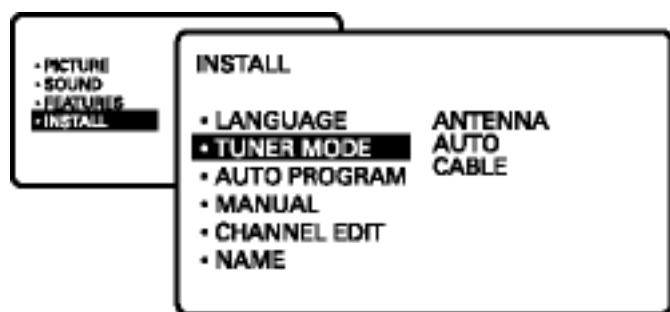 • PICTURE
• SOUND
• FEATURES
• INSTALL
INSTALL
• LANGUAGE
• TUNER MODE
• AUTO PROGRAM
• MANUAL
• CHANNEL EDIT
• NAME
ANTENNA
AUTO
CABLE